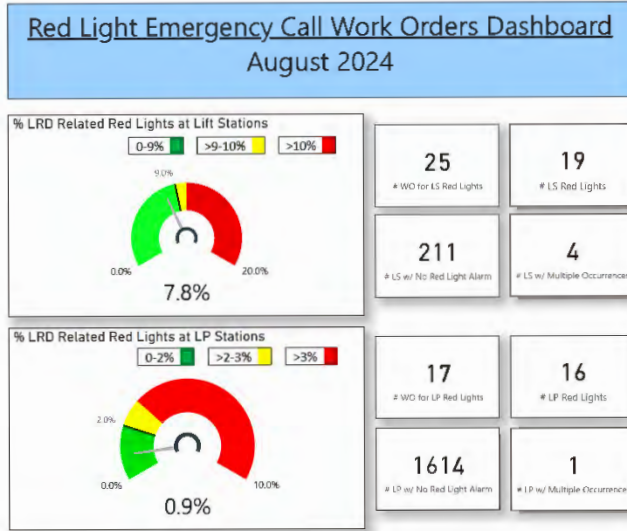 Red Light Emergency Call Work Orders Dashboard
August 2024
% LRD Related Red Lights at Lift Stations
0-9%
>9-10%
>10%
9.0%
0.0%
20.0%
7.8%
25
# WO for LS Red Lights
19
# LS Red Lights
211
# LS w/ No Red Light Alarm
4
# LS w/ Multiple Occurrence
% LRD Related Red Lights at LP Stations
0-2%
>2-3%
>3%
2.0%
0.0%
10.0%
0.9%
17
# WO for LP Red Lights
16
# LP Red Lights
1614
# LP w/ No Red Light Alarm
1
# LP w/ Multiple Occurrence